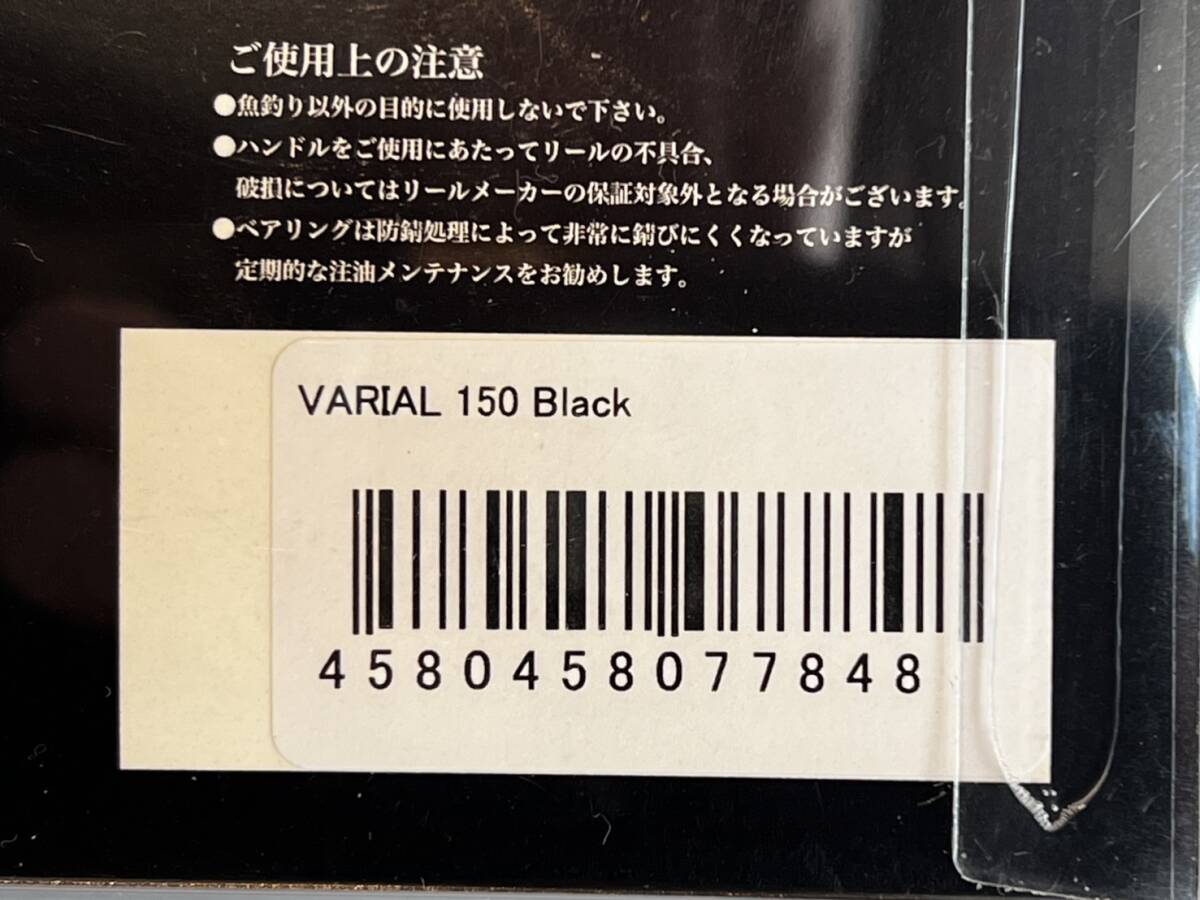 ご使用上の注意
●魚釣り以外の目的に使用しないで下さい。
●ハンドルをご使用にあたってリールの不具合、
破損についてはリールメーカーの保証対象外となる場合がございます。
●ベアリングは防錆処理によって非常に錆びにくくなっていますが
定期的な注油メンテナンスをお勧めします。
VARIAL 150 Black
4580458077848